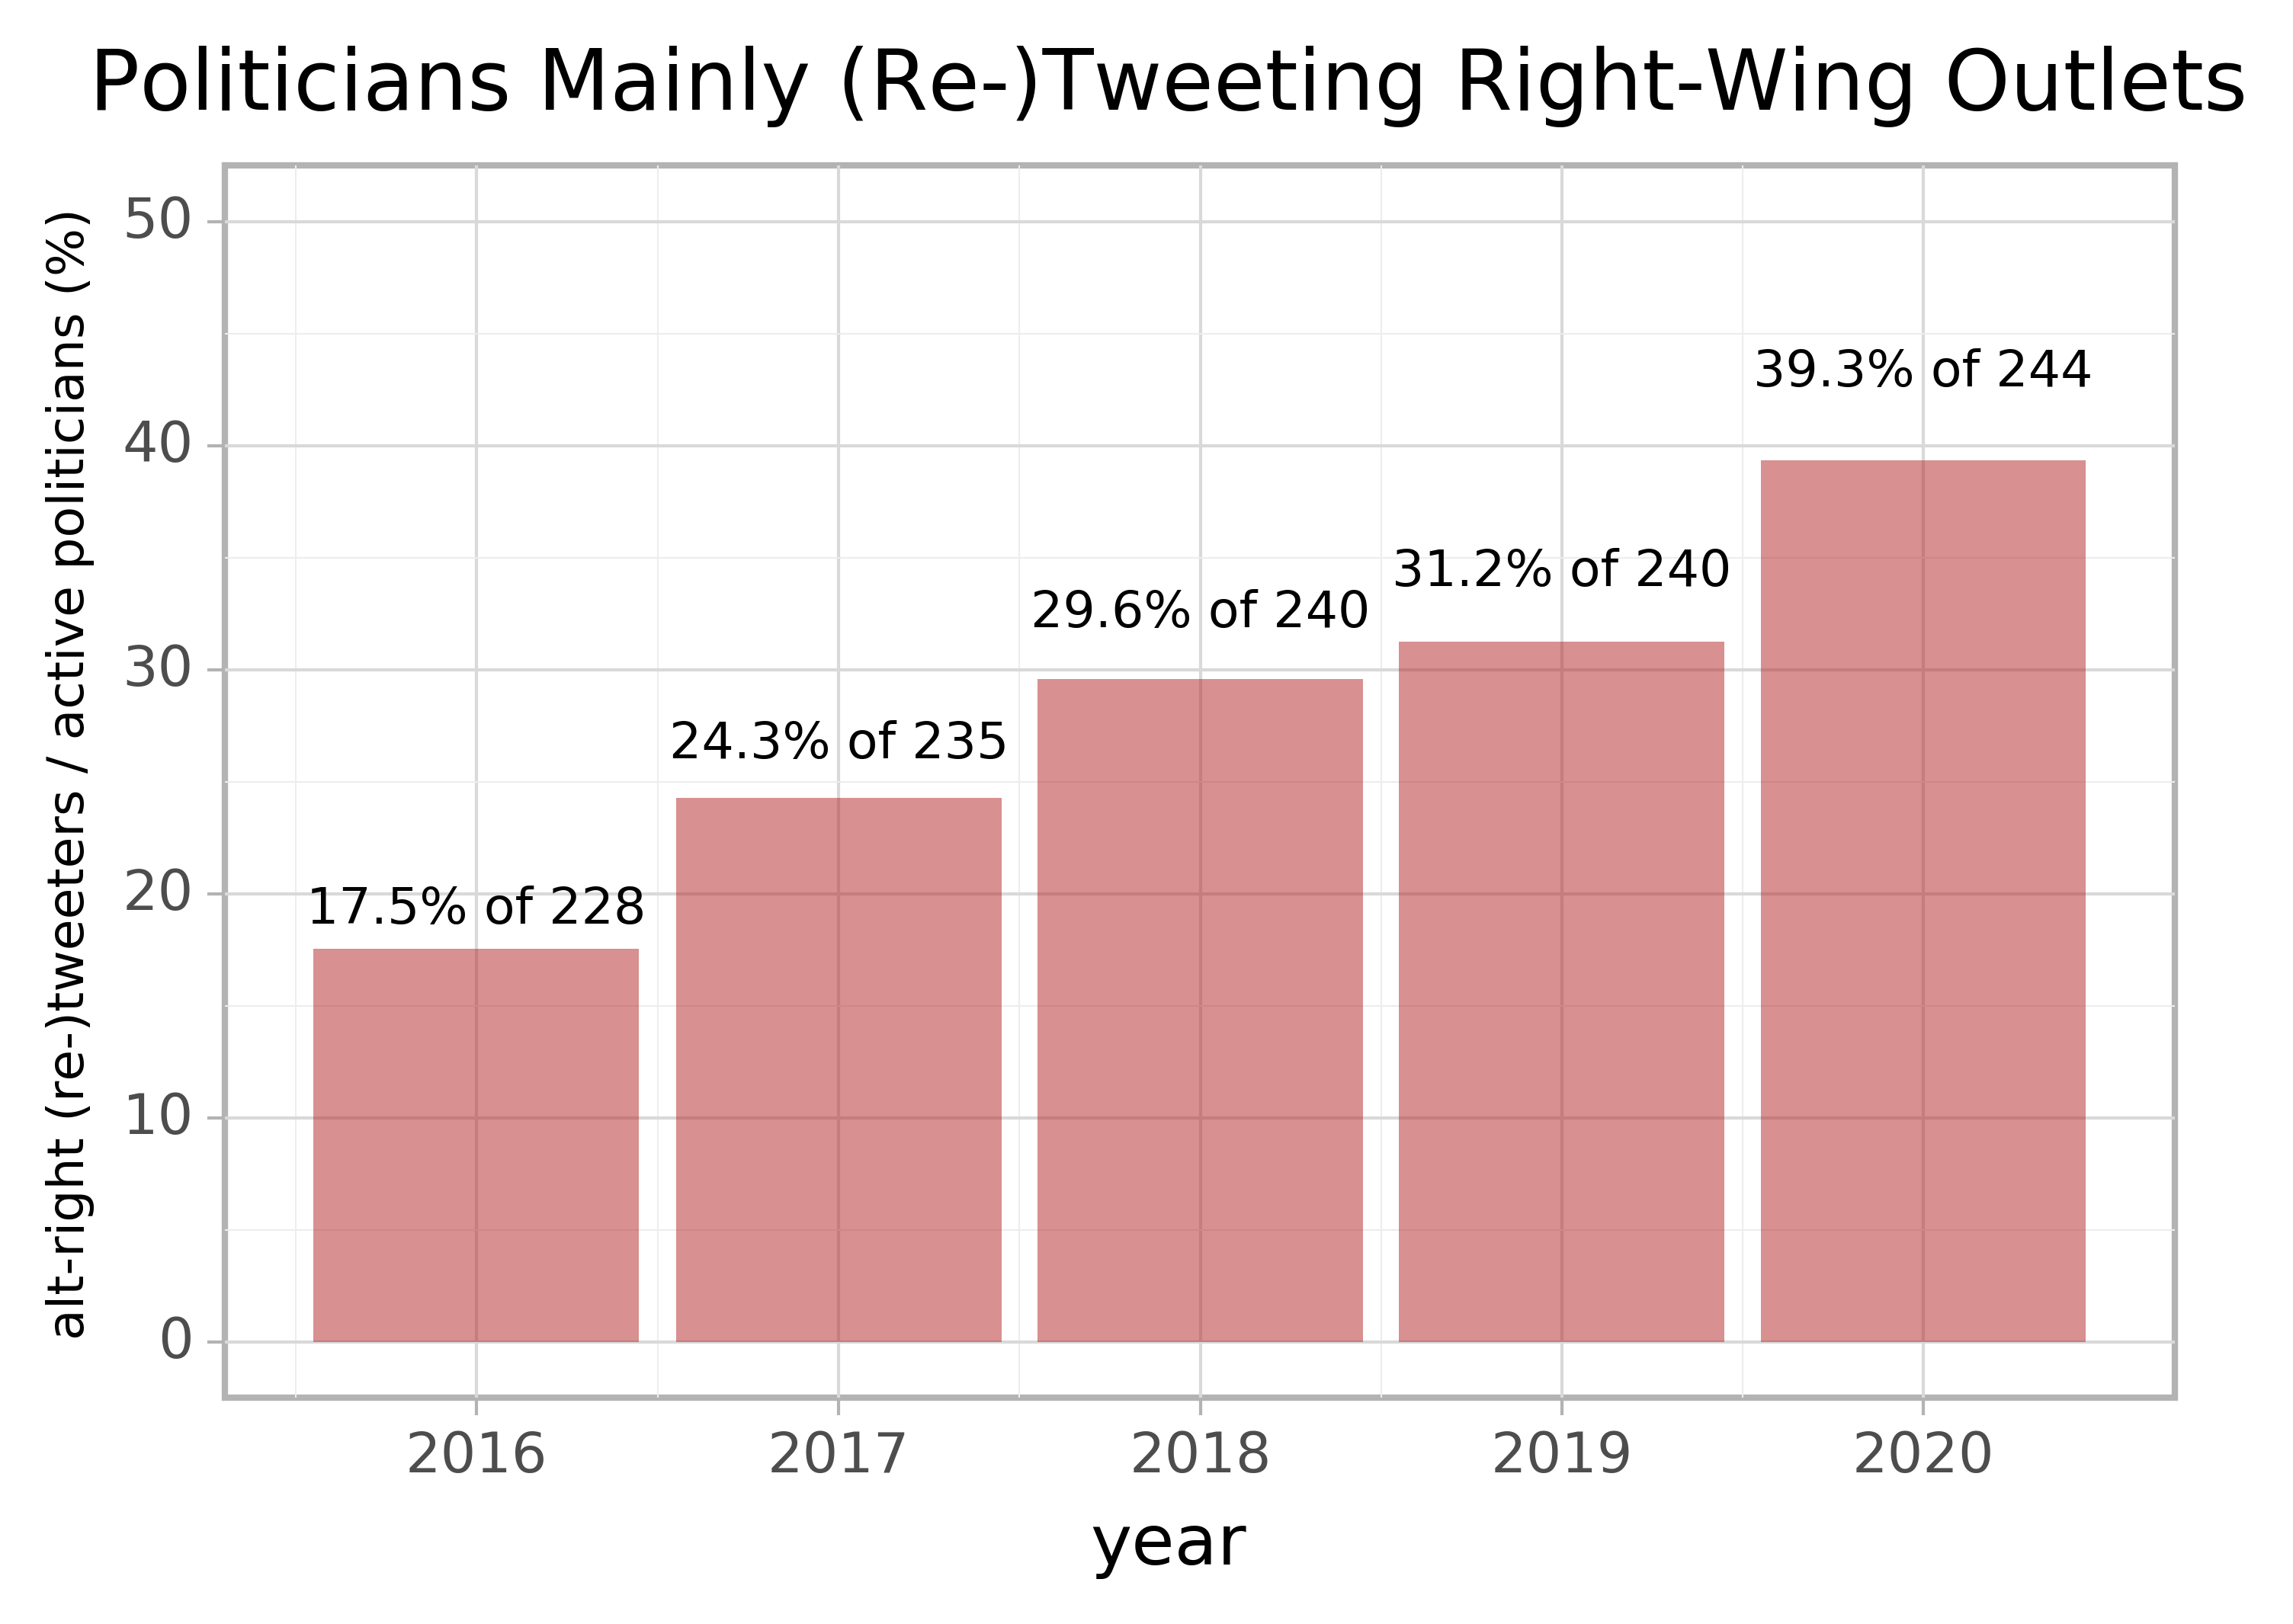 Politicians Mainly (Re-)Tweeting Right-Wing Outlets
alt-right (re-)tweeters / active politicians (%)
50
40
30
20
10
0
17.5% of 228
24.3% of 235
29.6% of 240
31.2% of 240
39.3% of 244
2016
2017
2018
2019
2020
year